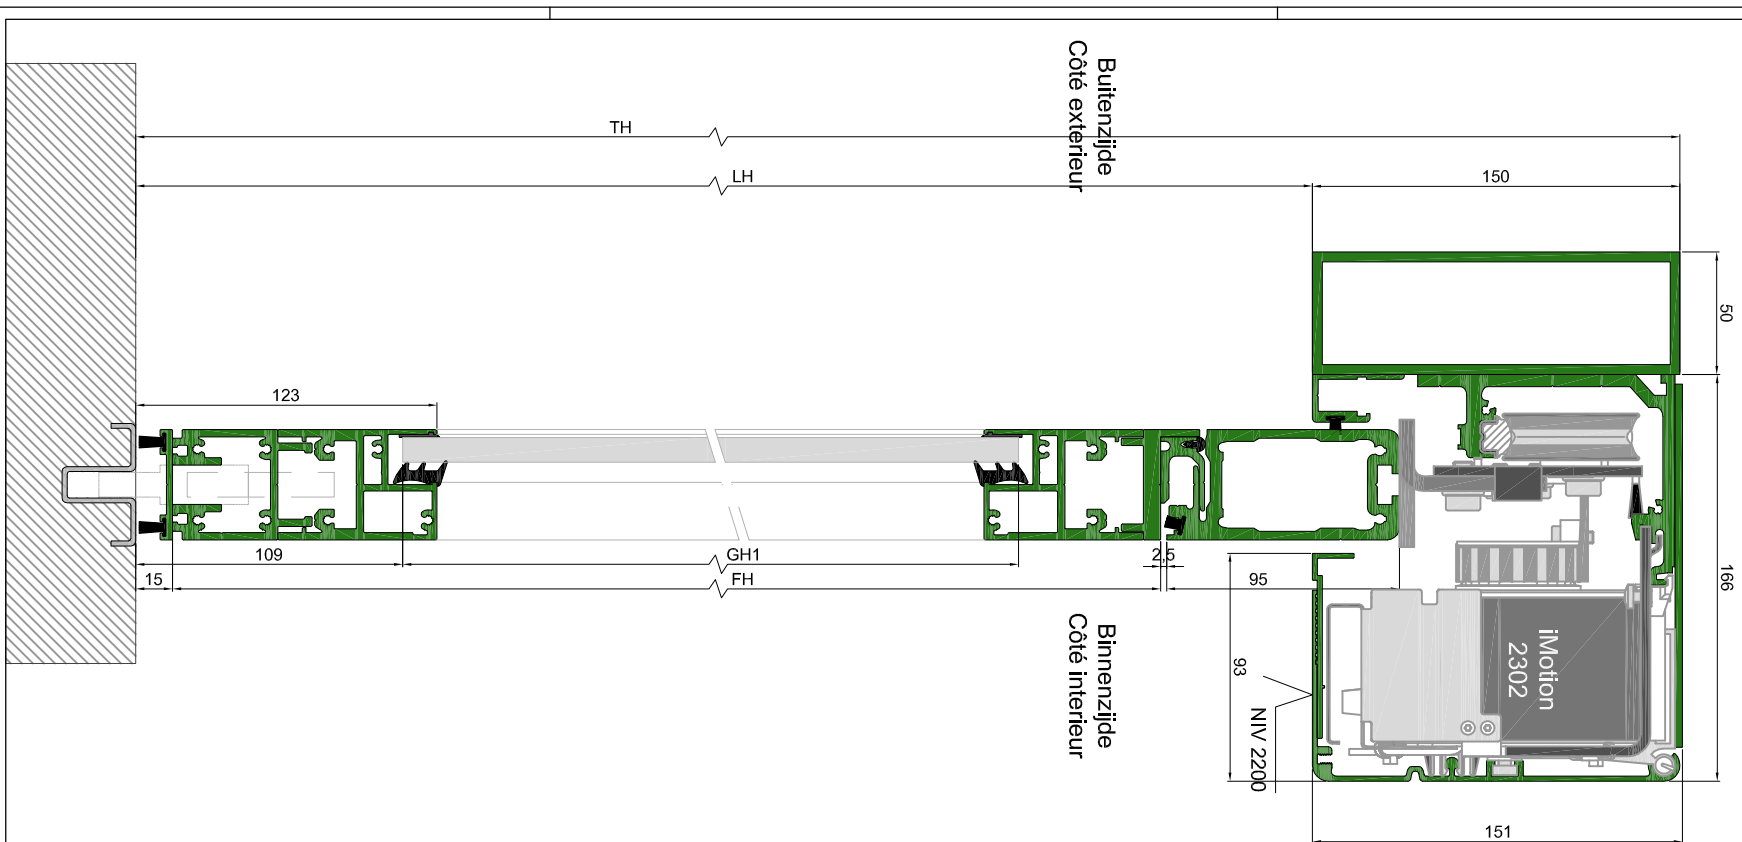 Buitenzijde
Côté exterieur
TH
LH
150
50
123
166
109
GH1
2,5
15
FH
95
93
Binnenzijde
Côté interieur
iMotion
2302
NIV 2200
151